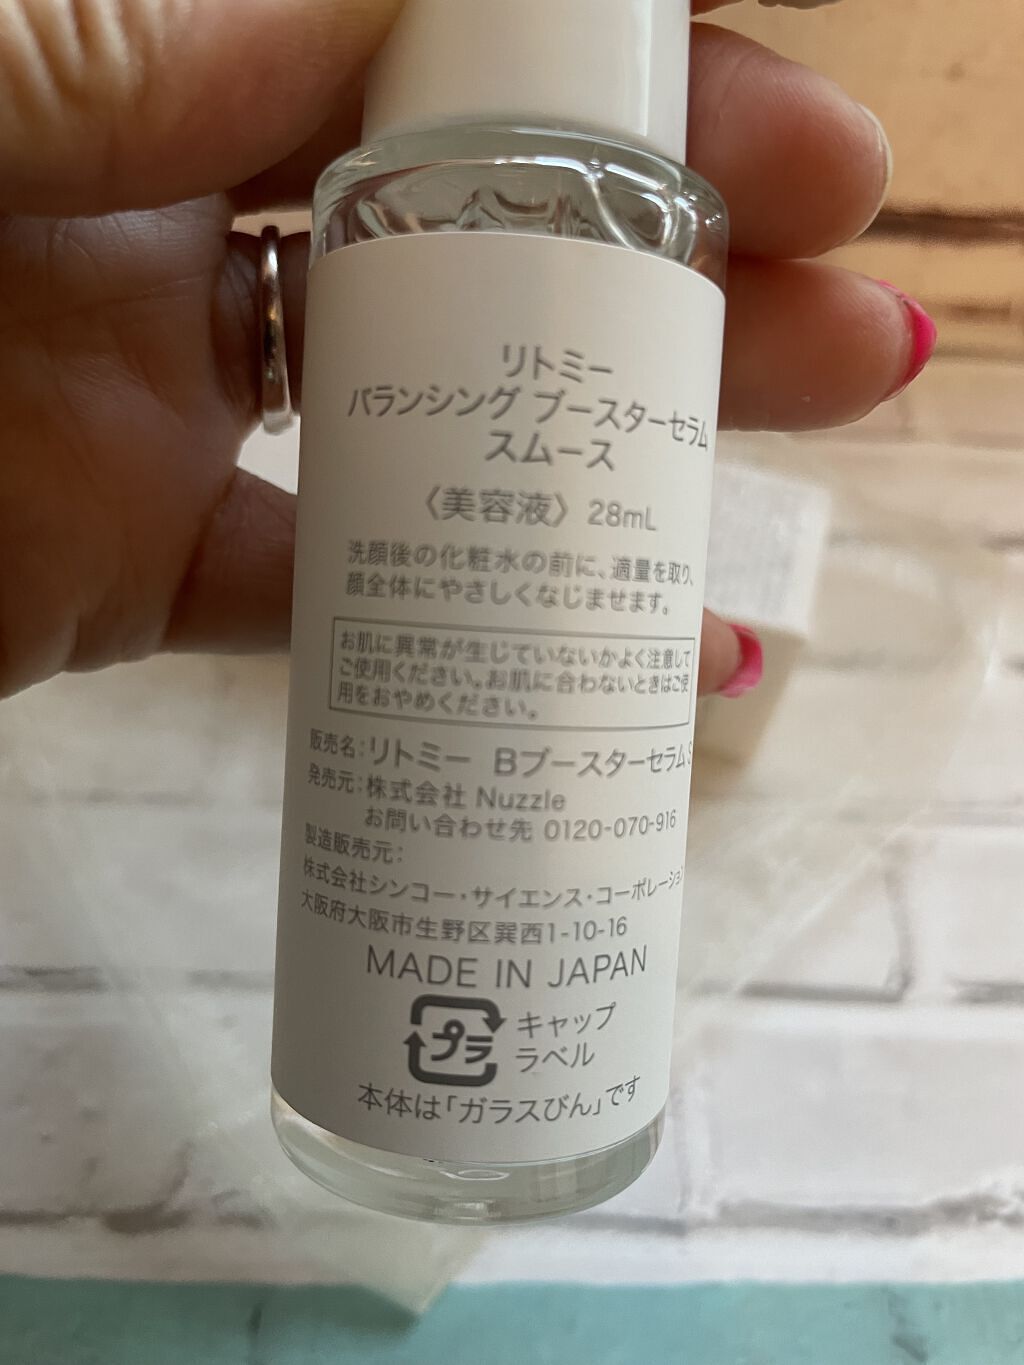 リトミー
バランシング ブースターセラム
スムース
〈美容液〉 28mL
洗顔後の化粧水の前に、適量を取り、
顔全体にやさしくなじませます。
お肌に異常が生じていないかよく注意して
ご使用ください。お肌に合わないときはご使
用をおやめください。
販売名：リトミー Bブースターセラム S
発売元：株式会社 Nuzzle
お問い合わせ先 0120-070-916
製造販売元：
株式会社シンコー・サイエンス・コーポレーション
大阪府大阪市生野区巽西1-10-16
MADE IN JAPAN
プラ キャップ
ラベル
本体は「ガラスびん」です